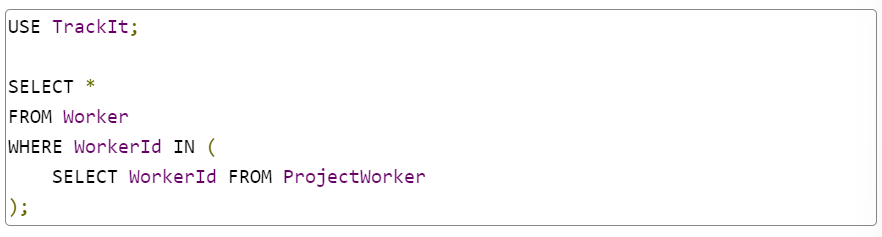 USE TrackIt;
SELECT *
FROM Worker
WHERE WorkerId IN (
    SELECT WorkerId FROM ProjectWorker
);